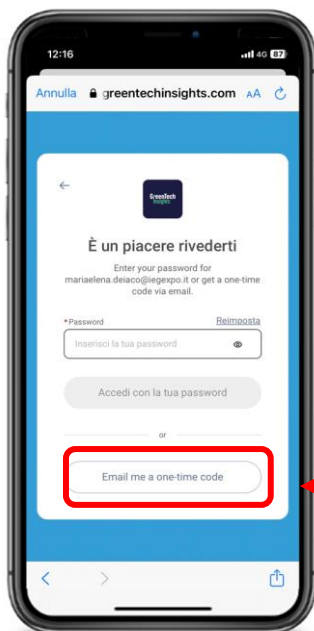 12:16
4G 87
Annulla greentechinsights.com AA
GreenTech
Insights
È un piacere rivederti
Enter your password for
mariaelena.deiaco@iegexpo.it or get a one-time
code via email.
*Password Reimposta
Inserisci la tua password
Accedi con la tua password
or
Email me a one-time code